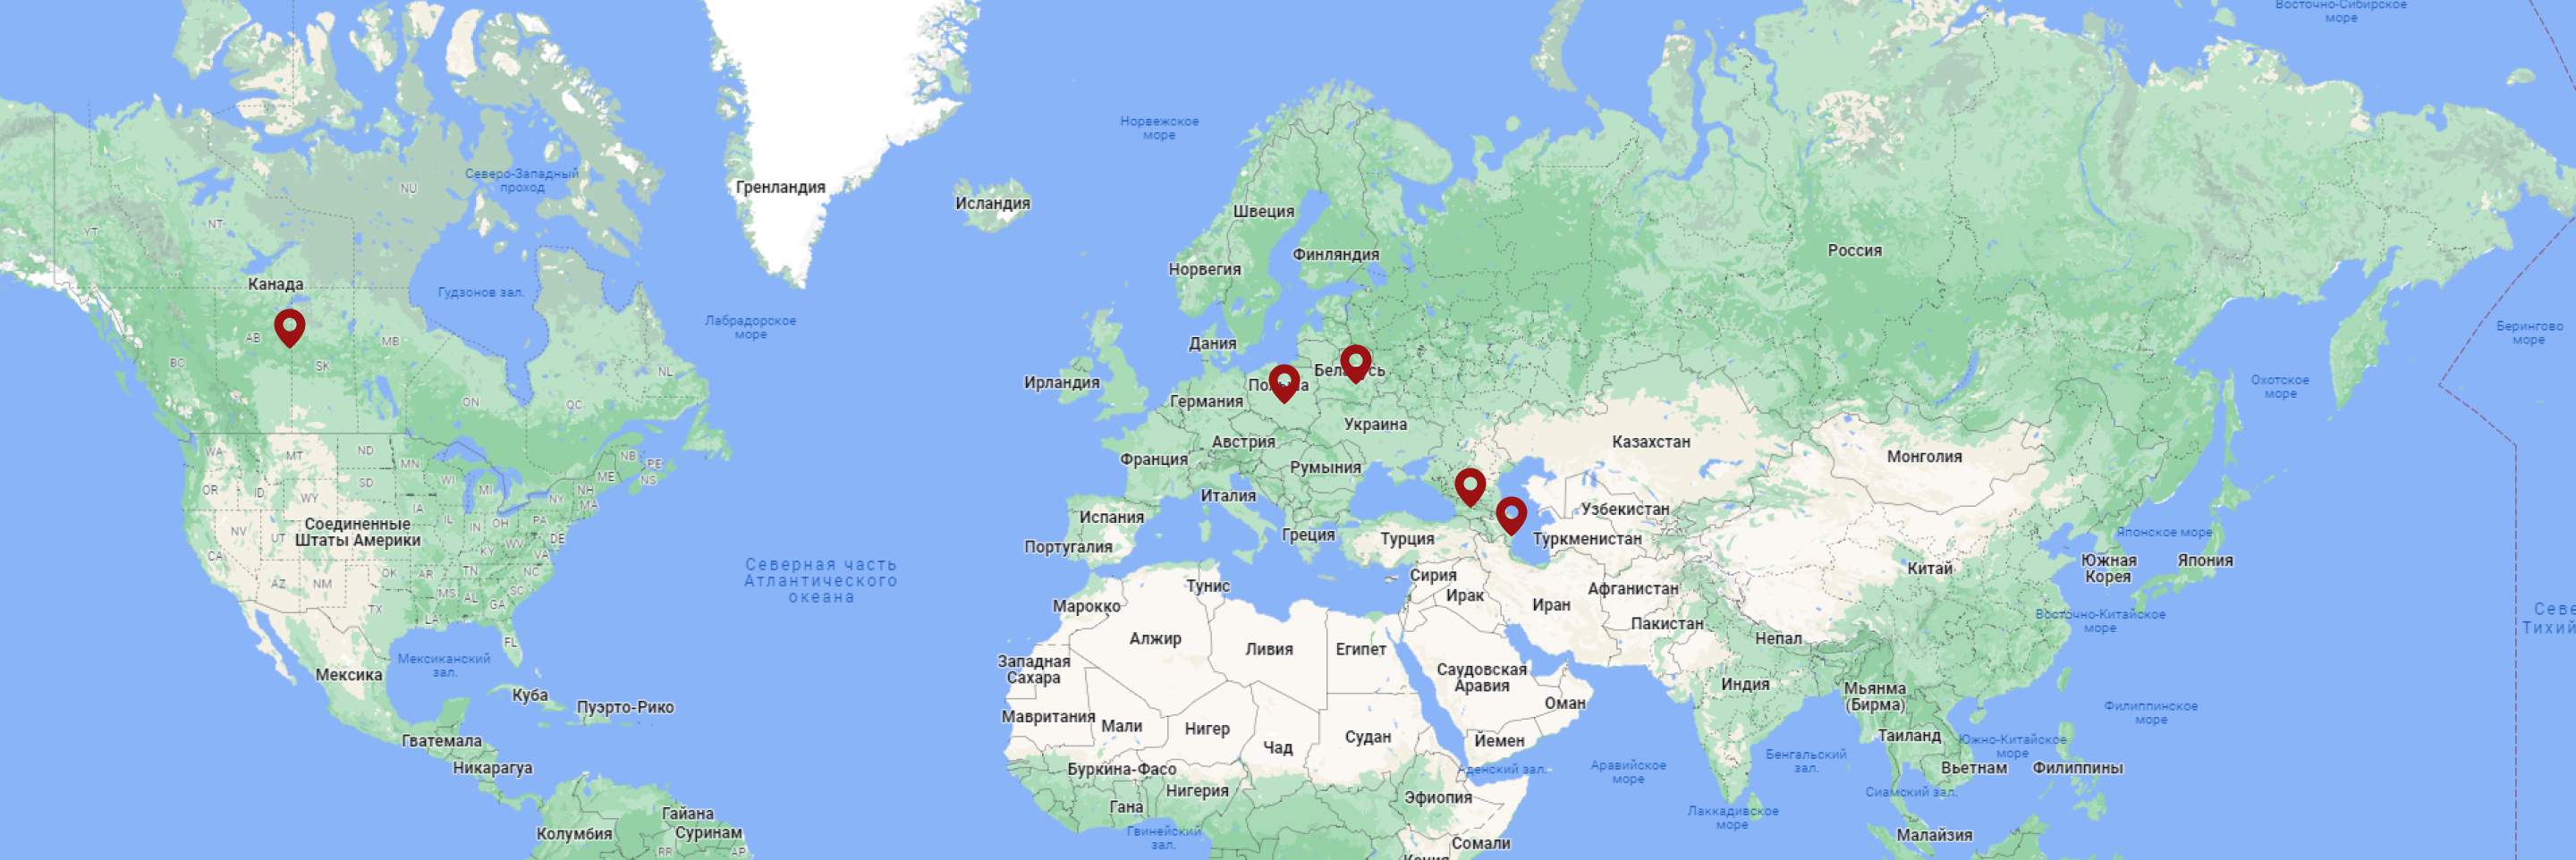 Восточно-Сибирское
море
Норвежское
море
Северо-Западный
проход
NU
Гренландия
Исландия
Швеция
NT
YT
Россия
Финляндия
Норвегия
Канада
Гудзонов зал.
Лабрадорское
море
Берингово
море
AB
MB
Дания
BC
SK
NL
Ирландия
Охотское
море
ON
QC
Германия
Украина
Австрия
Казахстан
WA
MT
ND
MN
NB
PE
NS
ME
Франция
Румыния
Монголия
OR
ID
WY
SD
WI
MI
NY
NH
MA
Италия
Испания
Узбекистан
IA
IL
IN
OH
PA
DE
Соединенные
Штаты Америки
NV
UT
CA
KY
WV
VA
Португалия
Греция
Турция
Туркменистан
Японское море
Южная
Корея
Япония
Китай
Северная часть
Атлантического
океана
AZ
NM
OK
AR
TN
NC
SC
MS
AL
GA
TX
LA
FL
Тунис
Сирия
Ирак
Иран
Афганистан
Марокко
Пакистан
Непал
Восточно-Китайское
море
Севе
Тихий
Алжир
Ливия
Египет
Западная
Сахара
Саудовская
Аравия
Мексиканский
зал.
Мексика
Куба
Пуэрто-Рико
Индия
Мьянма
(Бирма)
Оман
Мавритания
Мали
Нигер
Чад
Судан
Йемен
Филиппинское
море
Таиланд
Южно-Китайское
море
Гватемала
Никарагуа
Буркина-Фасо
Аденский зал.
Аравийское
море
Бенгальский
зал.
Вьетнам
Филиппины
Нигерия
Гана
Эфиопия
Сиамский зал.
Лаккадивское
море
Гвинейский
зал.
Гайана
Суринам
Колумбия
Малайзия
Сомали
Кения
RR
AP